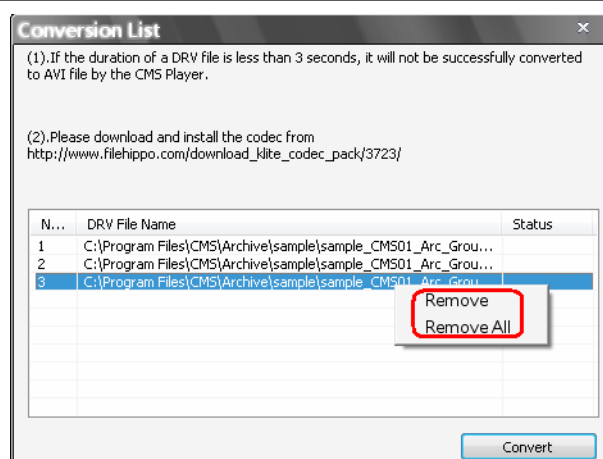 Conversion List
(1).If the duration of a DRV file is less than 3 seconds, it will not be successfully converted
to AVI file by the CMS Player.
(2).Please download and install the codec from
http://www.filehippo.com/download_klite_codec_pack/3723/
N... DRV File Name Status
1 C:\Program Files\CMS\Archive\sample\sample_CMS01_Arc_Grou...
2 C:\Program Files\CMS\Archive\sample\sample_CMS01_Arc_Grou...
3 C:\Program Files\CMS\Archive\sample\sample_CMS01_Arc_Grou
Remove
Remove All
Convert